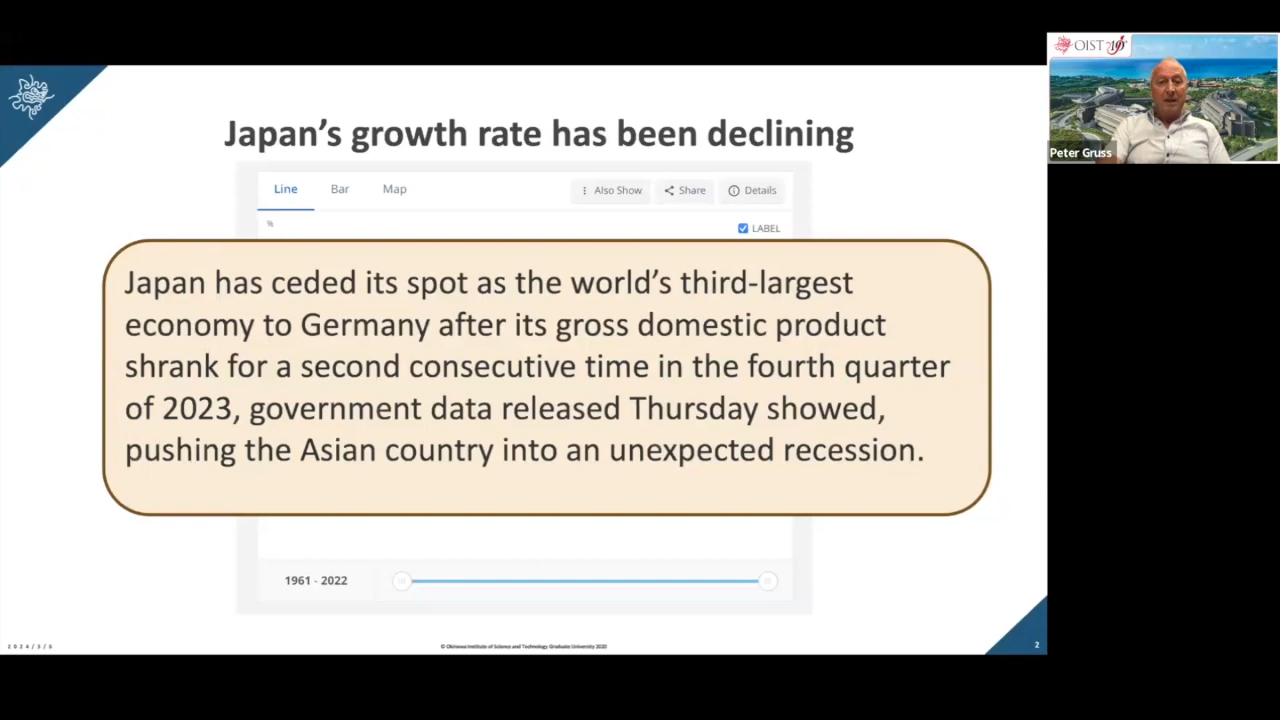 OIST
Peter Gruss
Japan’s growth rate has been declining
Line Bar Map Also Show Share Details
%
LABEL
Japan has ceded its spot as the world’s third-largest
economy to Germany after its gross domestic product
shrank for a second consecutive time in the fourth quarter
of 2023, government data released Thursday showed,
pushing the Asian country into an unexpected recession.
1961 - 2022
© Okinawa Institute of Science and Technology Graduate University 2020
2